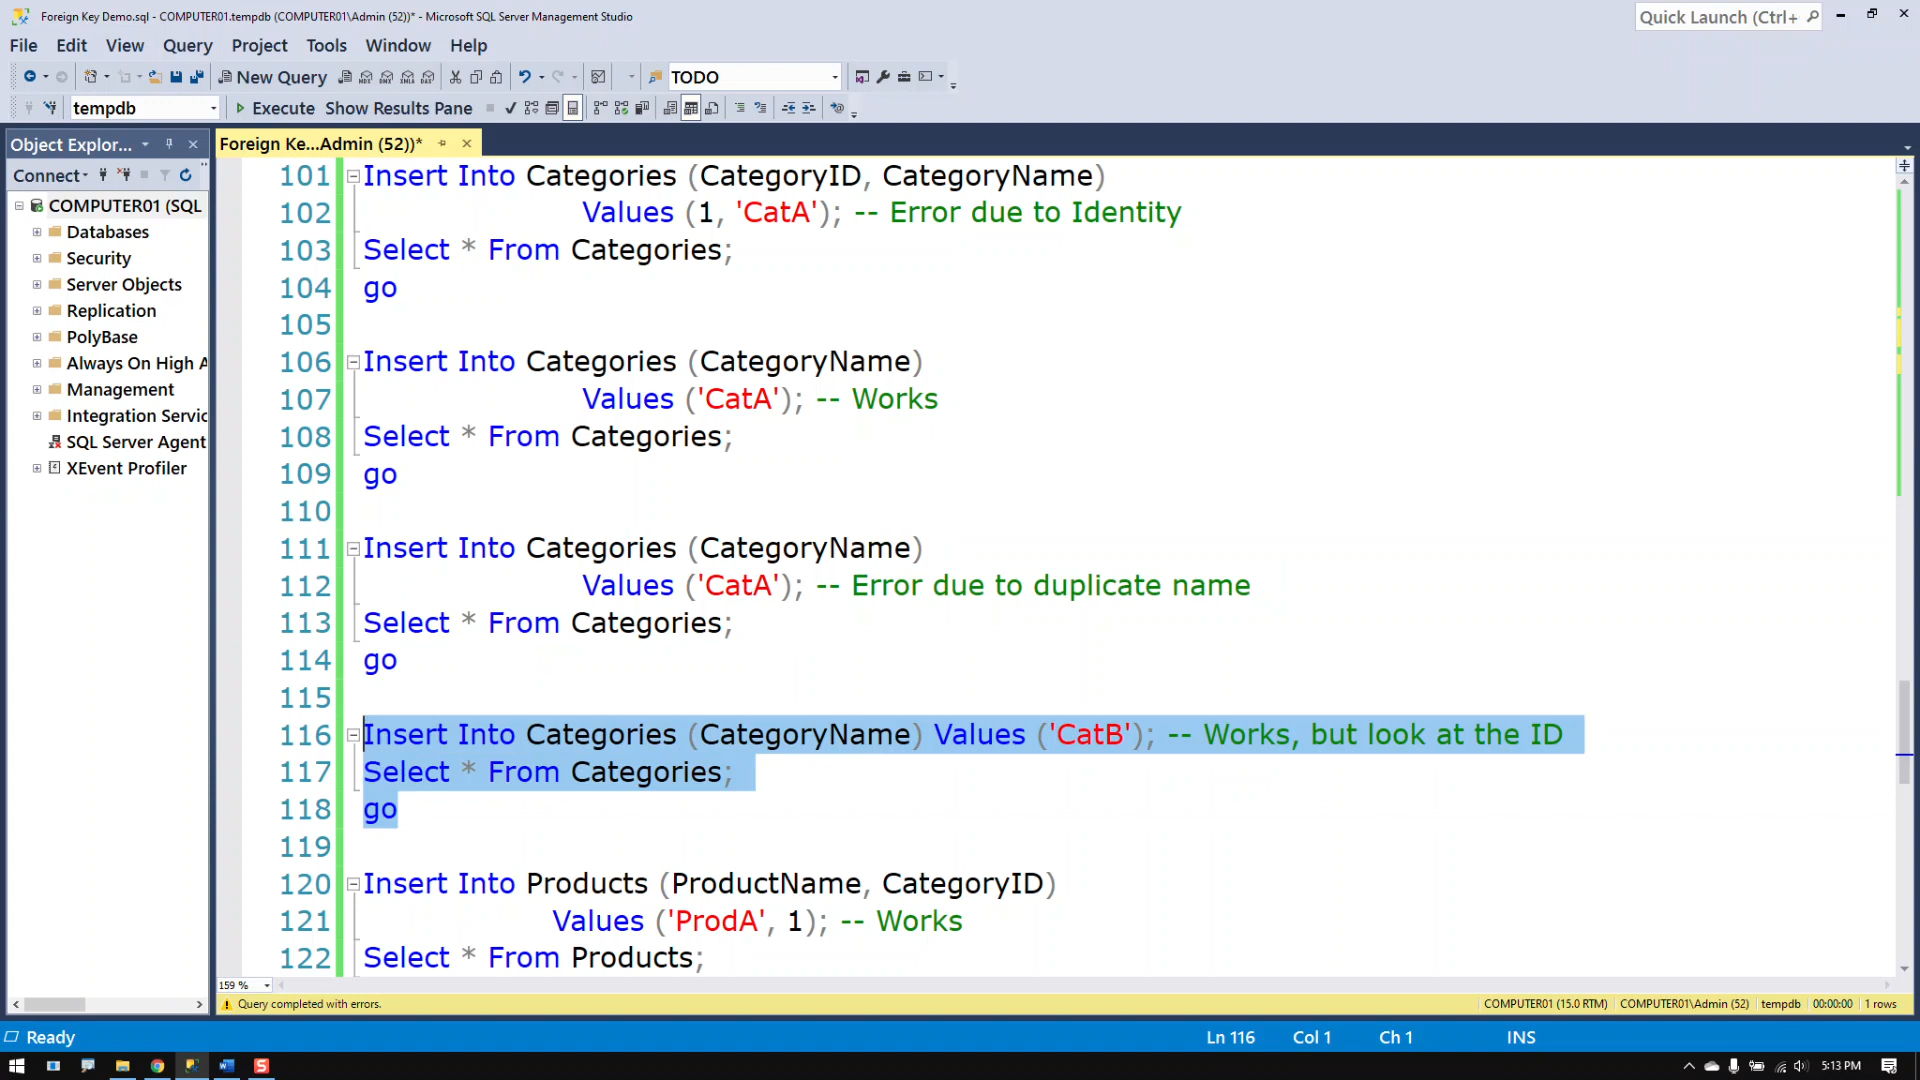 Foreign Key Demo.sql - COMPUTER01.tempdb (COMPUTER01\Admin (52))* - Microsoft SQL Server Management Studio
Quick Launch (Ctrl+
File Edit View Query Project Tools Window Help
New Query TODO
tempdb Execute Show Results Pane
Object Explor...
Foreign Ke...Admin (52))*
Connect
COMPUTER01 (SQL
Databases
Security
Server Objects
Replication
PolyBase
Always On High A
Management
Integration Servic
SQL Server Agent
XEvent Profiler
101 Insert Into Categories (CategoryID, CategoryName)
102 Values (1, 'CatA'); -- Error due to Identity
103 Select * From Categories;
104 go
105
106 Insert Into Categories (CategoryName)
107 Values ('CatA'); -- Works
108 Select * From Categories;
109 go
110
111 Insert Into Categories (CategoryName)
112 Values ('CatA'); -- Error due to duplicate name
113 Select * From Categories;
114 go
115
116 Insert Into Categories (CategoryName) Values ('CatB'); -- Works, but look at the ID
117 Select * From Categories;
118 go
119
120 Insert Into Products (ProductName, CategoryID)
121 Values ('ProdA', 1); -- Works
122 Select * From Products;
159 %
Query completed with errors. COMPUTER01 (15.0 RTM) COMPUTER01\Admin (52) tempdb 00:00:00 1 rows
Ready Ln 116 Col 1 Ch 1 INS
5:13 PM